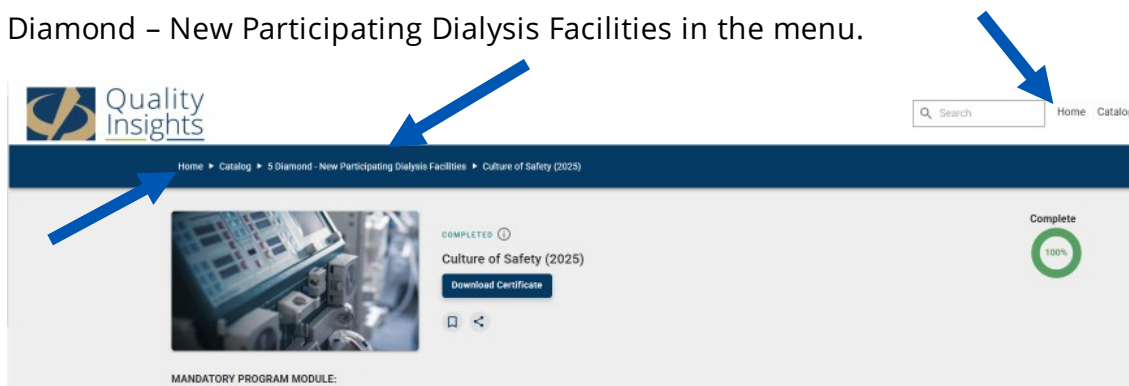 Diamond – New Participating Dialysis Facilities in the menu.
Quality
Insights
Search
Home
Home ▸ Catalog ▸ 5 Diamond - New Participating Dialysis Facilities ▸ Culture of Safety (2025)
COMPLETED
Culture of Safety (2025)
Download Certificate
Complete
100%
MANDATORY PROGRAM MODULE: